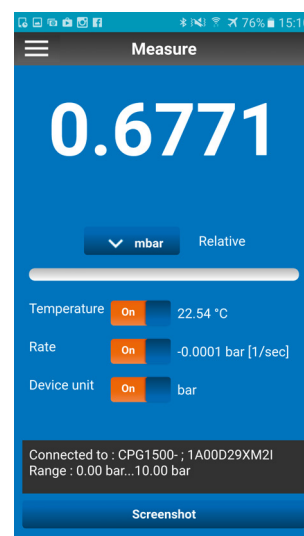 76% 15:10
Measure
0.6771
mbar Relative
Temperature On 22.54 °C
Rate On -0.0001 bar [1/sec]
Device unit On bar
Connected to : CPG1500- ; 1A00D29XM2I
Range : 0.00 bar...10.00 bar
Screenshot